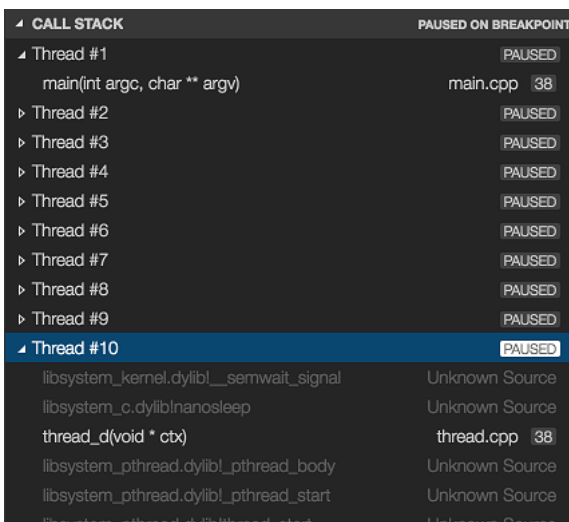 CALL STACK PAUSED ON BREAKPOINT
Thread #1 PAUSED
main(int argc, char ** argv) main.cpp 38
Thread #2 PAUSED
Thread #3 PAUSED
Thread #4 PAUSED
Thread #5 PAUSED
Thread #6 PAUSED
Thread #7 PAUSED
Thread #8 PAUSED
Thread #9 PAUSED
Thread #10 PAUSED
libsystem_kernel.dylib!__semwait_signal Unknown Source
libsystem_c.dylib!nanosleep Unknown Source
thread_d(void * ctx) thread.cpp 38
libsystem_pthread.dylib!_pthread_body Unknown Source
libsystem_pthread.dylib!_pthread_start Unknown Source